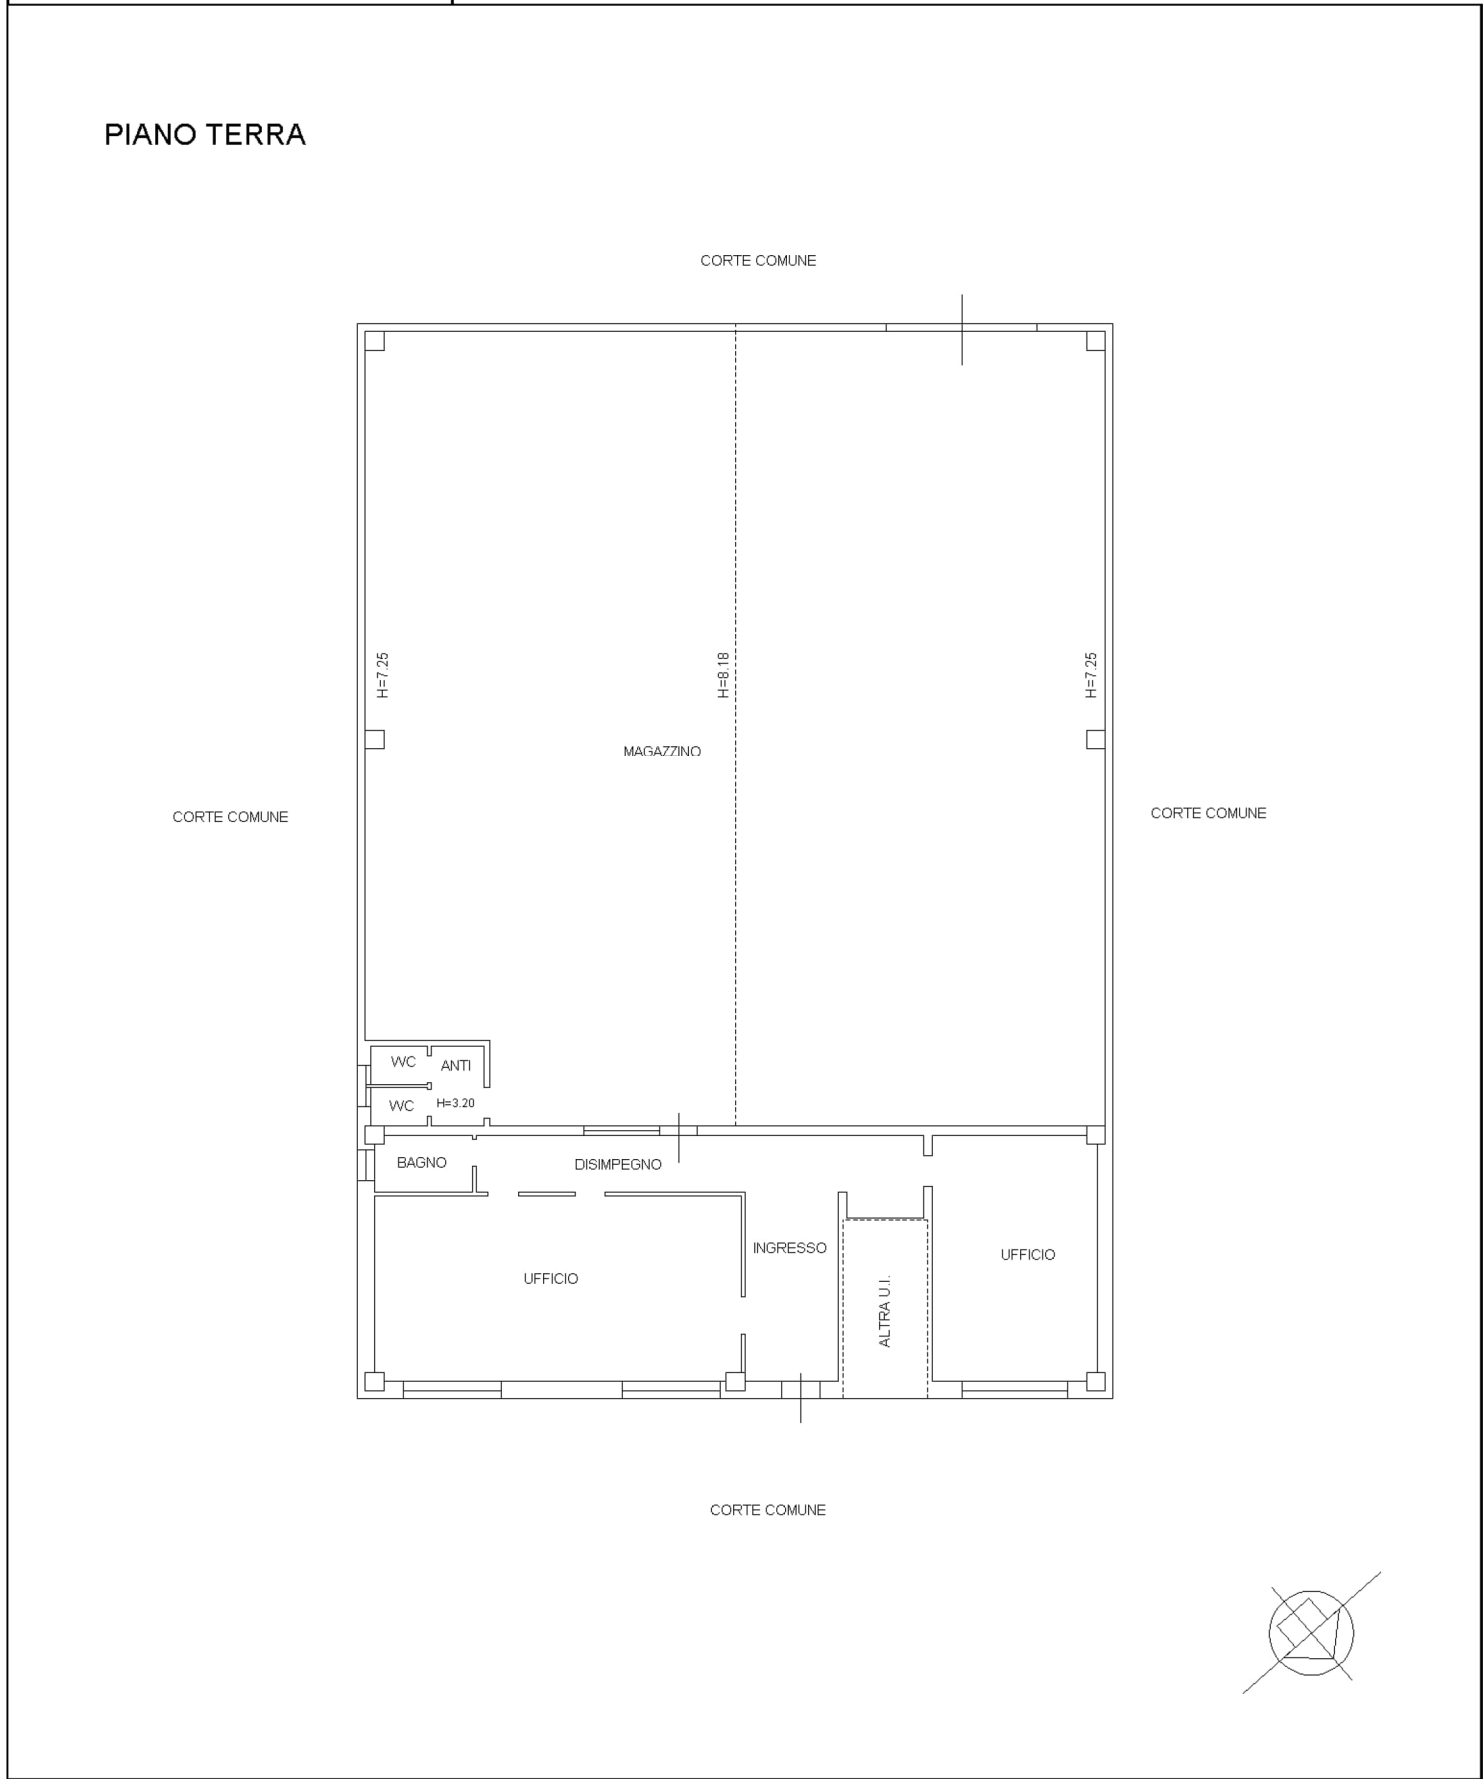 PIANO TERRA
CORTE COMUNE
H=7.25
H=8.18
H=7.25
MAGAZZINO
CORTE COMUNE
CORTE COMUNE
WC
ANTI
WC
H=3.20
BAGNO
DISIMPEGNO
INGRESSO
UFFICIO
UFFICIO
ALTRA U.I.
CORTE COMUNE